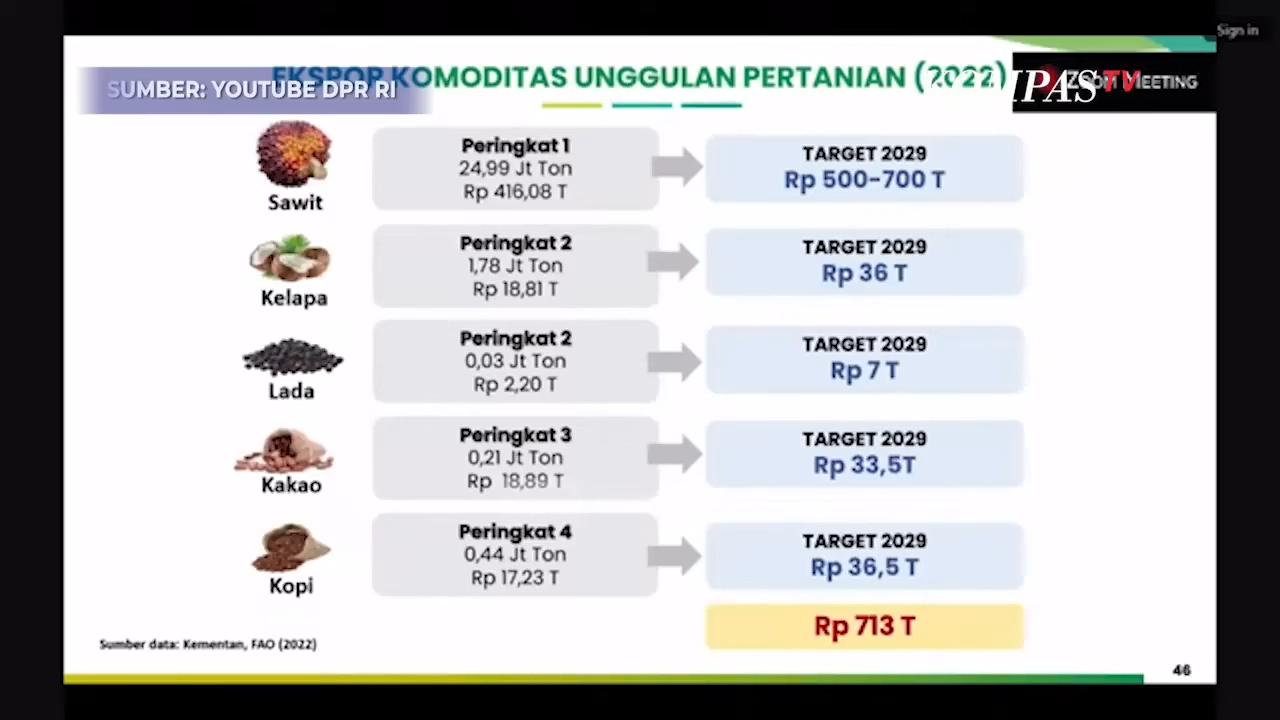 Sign in
EKSPOR KOMODITAS UNGGULAN PERTANIAN (2022)
SUMBER: YOUTUBE DPR RI
KOMPAS TV
MEETING
Peringkat 1
24,99 Jt Ton
Rp 416,08 T
TARGET 2029
Rp 500-700 T
Sawit
Peringkat 2
1,78 Jt Ton
Rp 18,81 T
TARGET 2029
Rp 36 T
Kelapa
Peringkat 2
0,03 Jt Ton
Rp 2,20 T
TARGET 2029
Rp 7 T
Lada
Peringkat 3
0,21 Jt Ton
Rp 18,89 T
TARGET 2029
Rp 33,5T
Kakao
Peringkat 4
0,44 Jt Ton
Rp 17,23 T
TARGET 2029
Rp 36,5 T
Kopi
Rp 713 T
Sumber data: Kementan, FAO (2022)
46